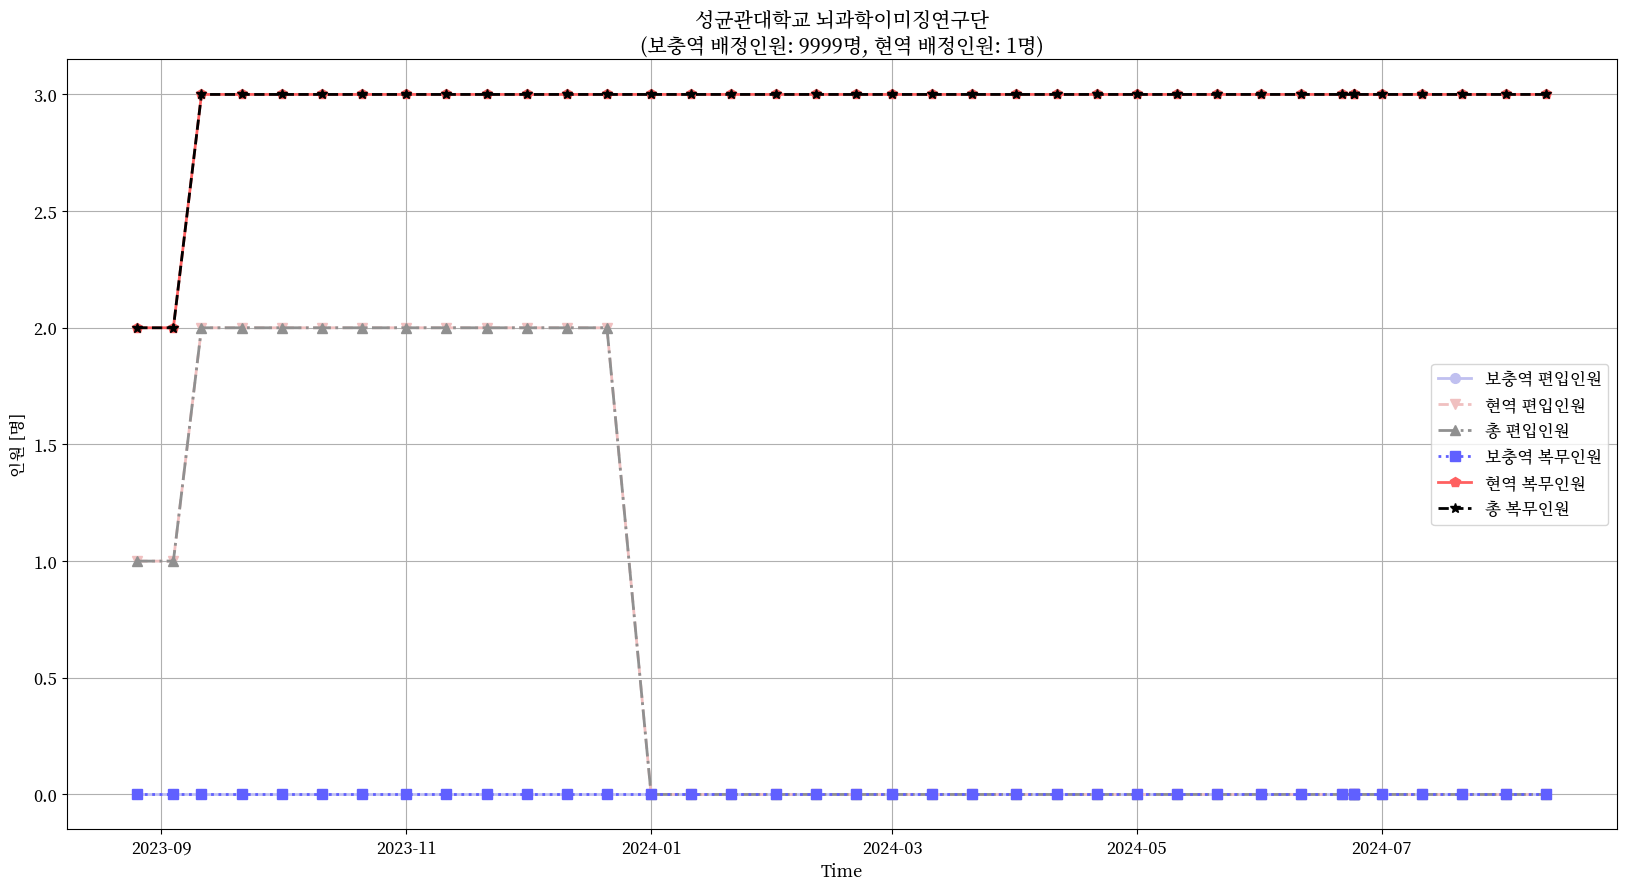 성균관대학교 뇌과학이미징연구단
(보충역 배정인원: 9999명, 현역 배정인원: 1명)
3.0
2.5
2.0
1.5
1.0
0.5
0.0
인원 [명]
보충역 편입인원
현역 편입인원
총 편입인원
보충역 복무인원
현역 복무인원
총 복무인원
2023-09
2023-11
2024-01
2024-03
2024-05
2024-07
Time